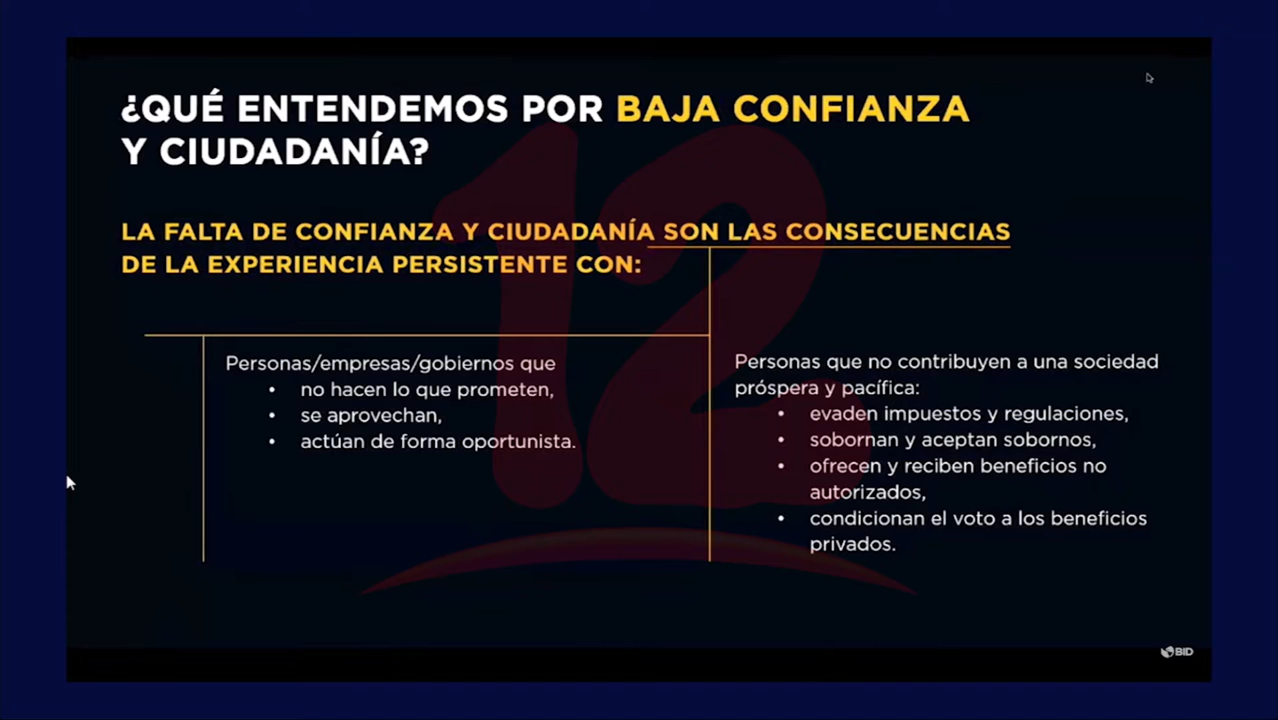 ¿QUÉ ENTENDEMOS POR BAJA CONFIANZA
Y CIUDADANÍA?
LA FALTA DE CONFIANZA Y CIUDADANÍA SON LAS CONSECUENCIAS
DE LA EXPERIENCIA PERSISTENTE CON:
Personas/empresas/gobiernos que
• no hacen lo que prometen,
• se aprovechan,
• actúan de forma oportunista.
Personas que no contribuyen a una sociedad
próspera y pacífica:
• evaden impuestos y regulaciones,
• sobornan y aceptan sobornos,
• ofrecen y reciben beneficios no
autorizados,
• condicionan el voto a los beneficios
privados.
12
BID